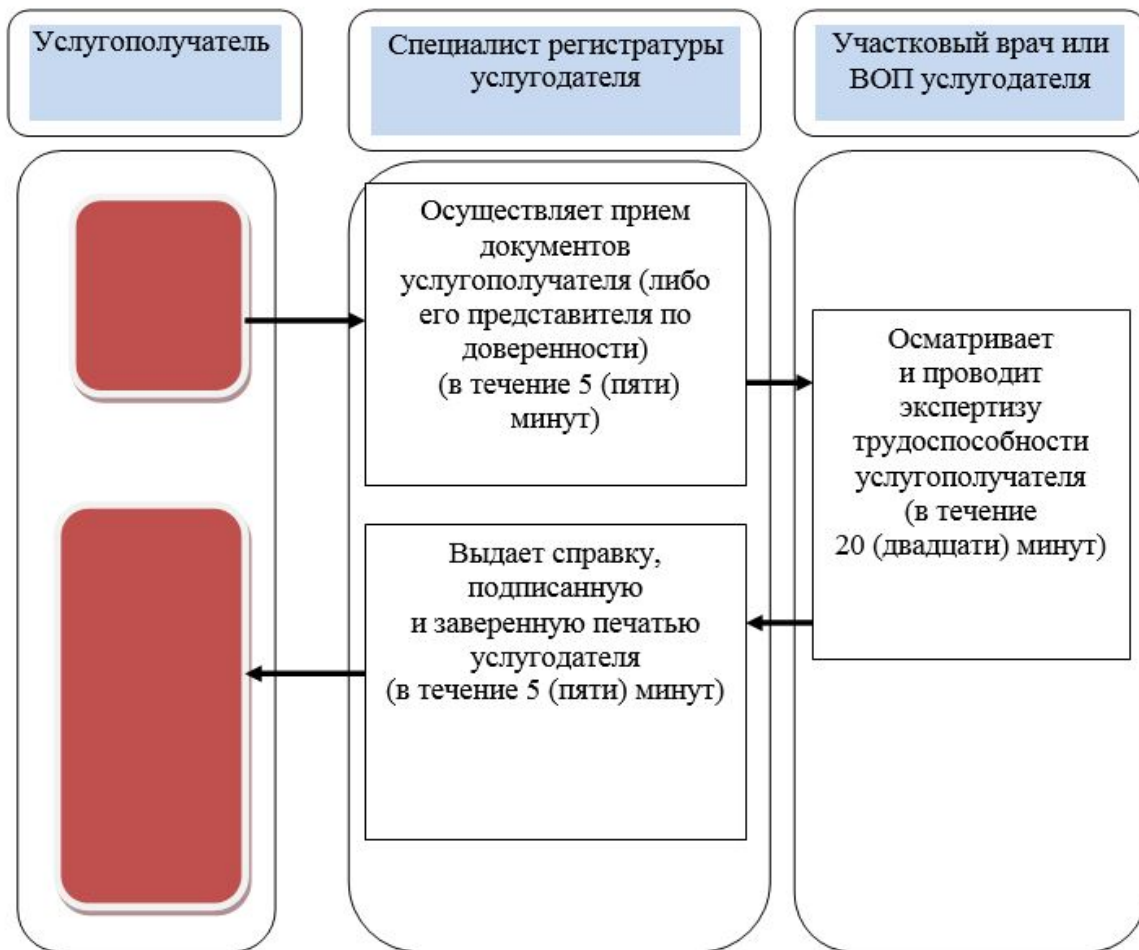 Услугополучатель
Специалист регистратуры
услугодателя
Участковый врач или
ВОП услугодателя
Осуществляет прием
документов
услугополучателя (либо
его представителя по
доверенности)
(в течение 5 (пяти)
минут)
Осматривает
и проводит
экспертизу
трудоспособности
услугополучателя
(в течение
20 (двадцати) минут)
Выдает справку,
подписанную
и заверенную печатью
услугодателя
(в течение 5 (пяти) минут)